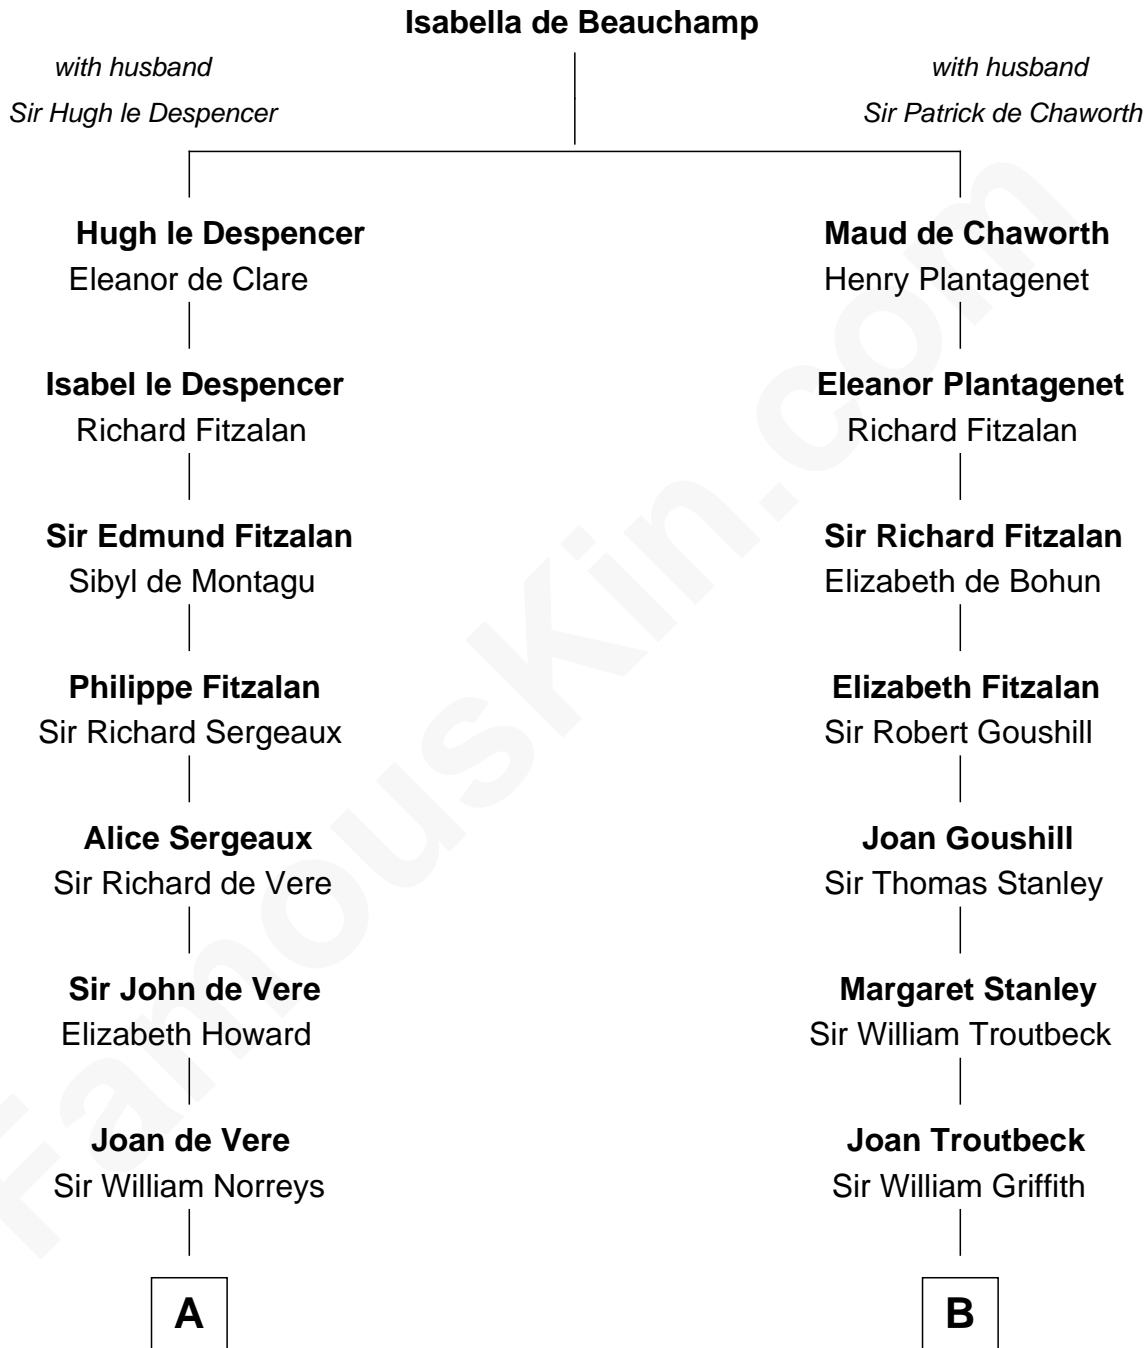 Isabella de Beauchamp
with husband
Sir Hugh le Despencer
with husband
Sir Patrick de Chaworth
Hugh le Despencer
Eleanor de Clare
Isabel le Despencer
Richard Fitzalan
Sir Edmund Fitzalan
Sibyl de Montagu
Philippe Fitzalan
Sir Richard Sergeaux
Alice Sergeaux
Sir Richard de Vere
Sir John de Vere
Elizabeth Howard
Joan de Vere
Sir William Norreys
A
Maud de Chaworth
Henry Plantagenet
Eleanor Plantagenet
Richard Fitzalan
Sir Richard Fitzalan
Elizabeth de Bohun
Elizabeth Fitzalan
Sir Robert Goushill
Joan Goushill
Sir Thomas Stanley
Margaret Stanley
Sir William Troutbeck
Joan Troutbeck
Sir William Griffith
B
FamousKin.com